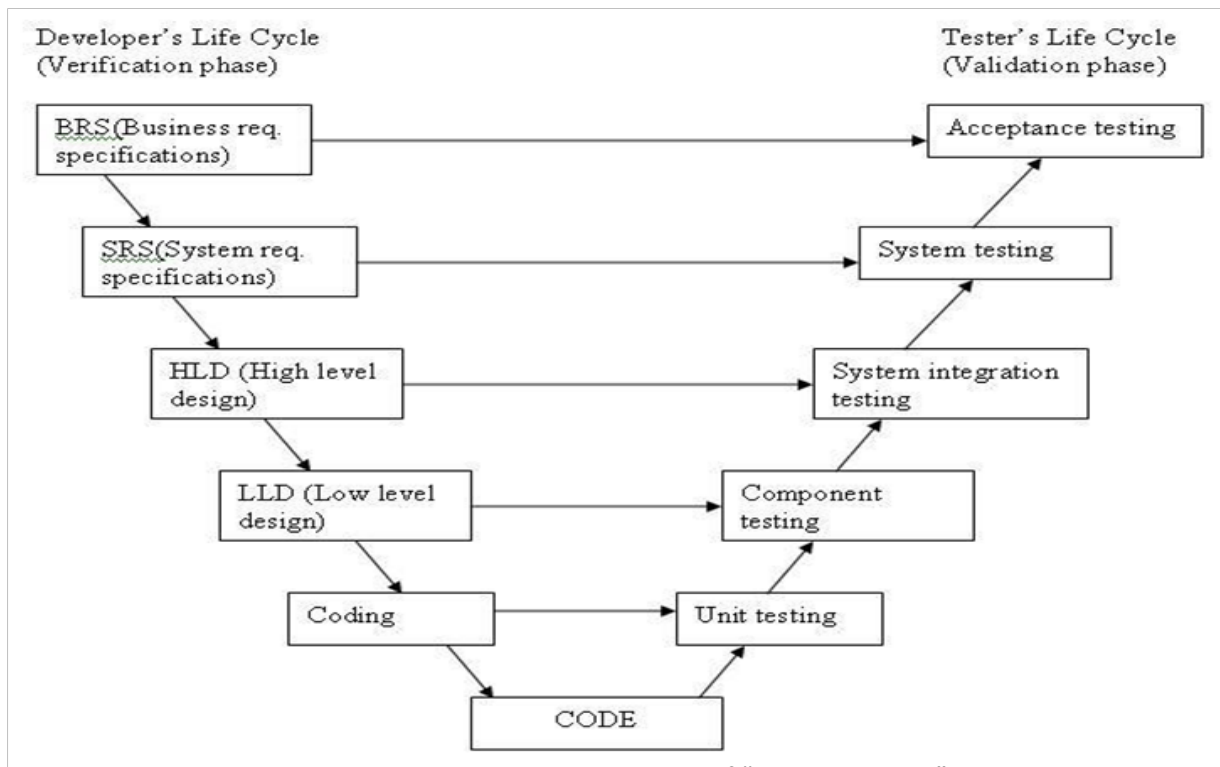 Developer's Life Cycle
(Verification phase)
Tester's Life Cycle
(Validation phase)
BRS(Business req.
specifications)
Acceptance testing
SRS(System req.
specifications)
System testing
HLD (High level
design)
System integration
testing
LLD (Low level
design)
Component
testing
Coding
Unit testing
CODE